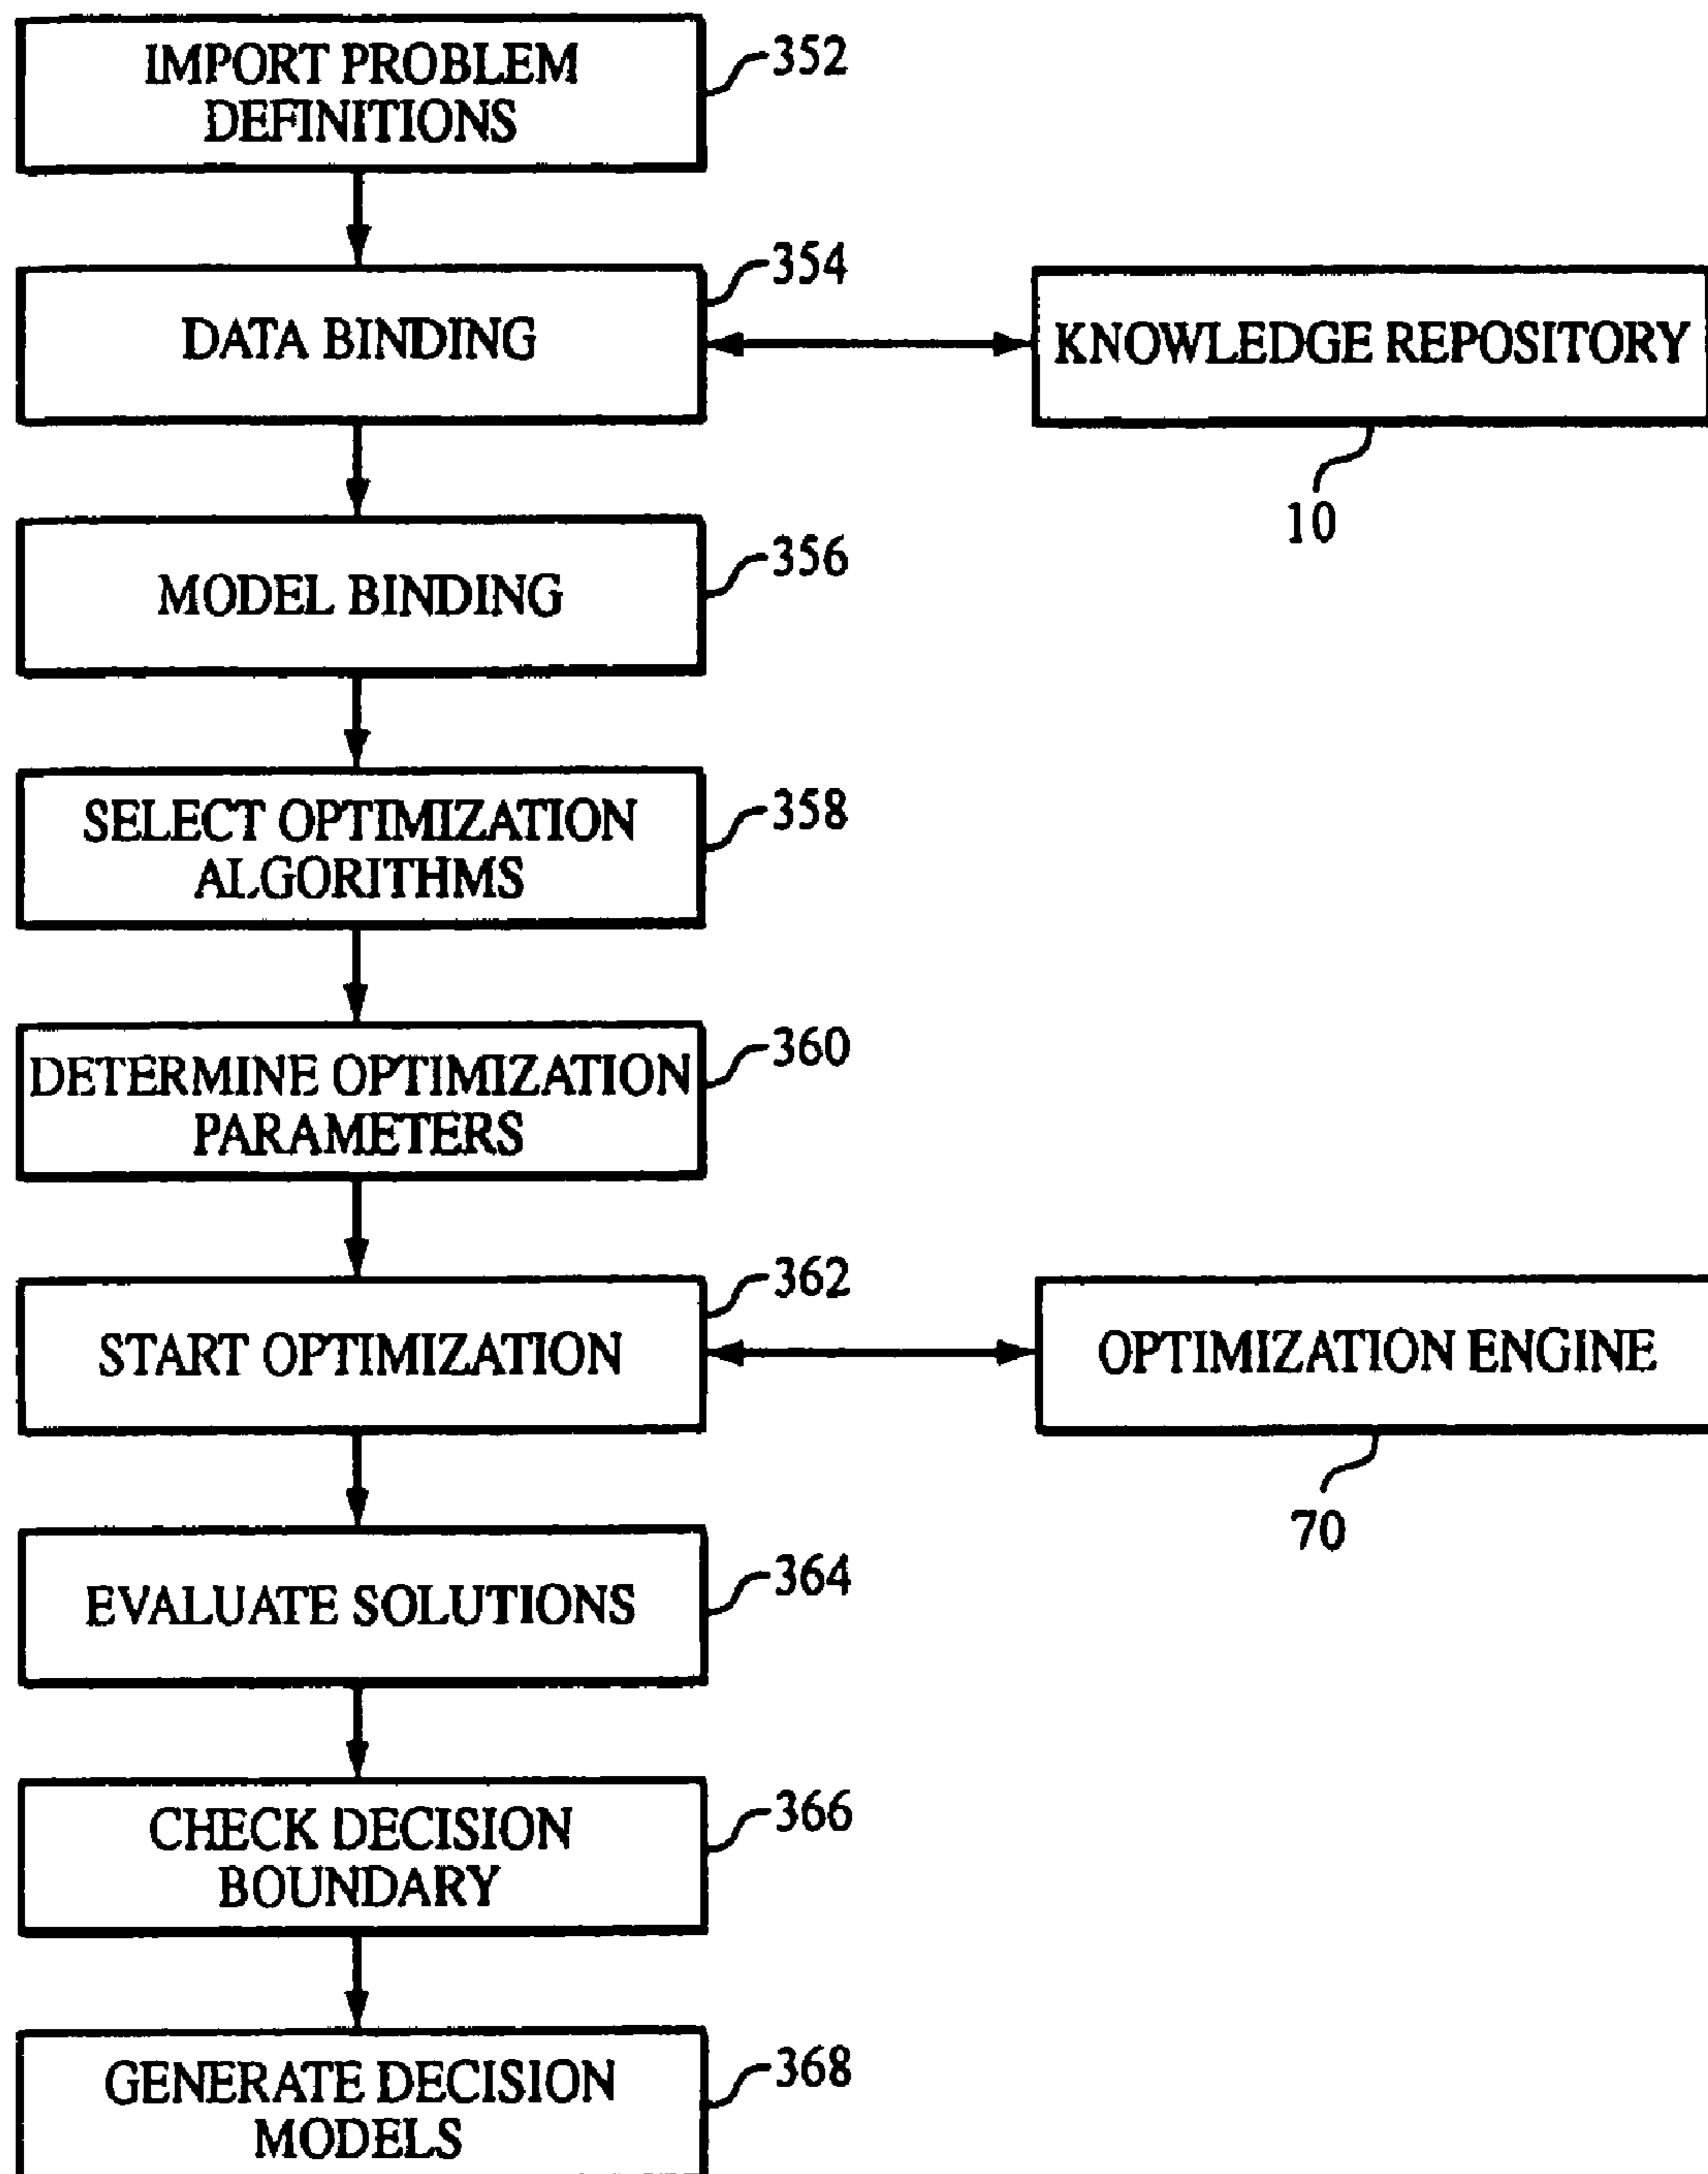 IMPORT PROBLEM
DEFINITIONS
352
DATA BINDING
354
KNOWLEDGE REPOSITORY
10
MODEL BINDING
356
SELECT OPTIMIZATION
ALGORITHMS
358
DETERMINE OPTIMIZATION
PARAMETERS
360
START OPTIMIZATION
362
OPTIMIZATION ENGINE
70
EVALUATE SOLUTIONS
364
CHECK DECISION
BOUNDARY
366
GENERATE DECISION
MODELS
368